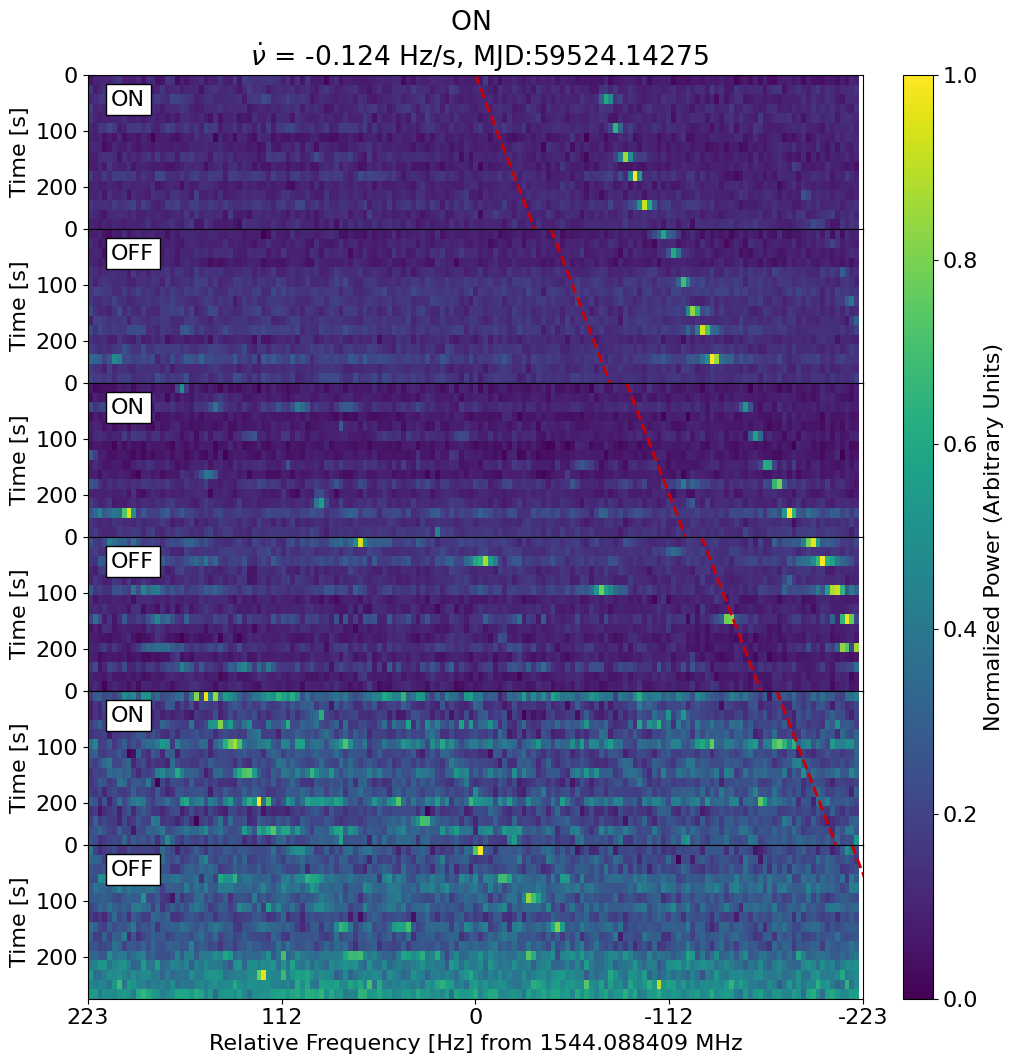 ON
ν̇ = -0.124 Hz/s, MJD:59524.14275
0
ON
100
200
Time [s]
0
OFF
100
200
Time [s]
0
ON
100
200
Time [s]
0
OFF
100
200
Time [s]
0
ON
100
200
Time [s]
0
OFF
100
200
Time [s]
223 112 0 -112 -223
Relative Frequency [Hz] from 1544.088409 MHz
1.0
0.8
0.6
0.4
0.2
0.0
Normalized Power (Arbitrary Units)